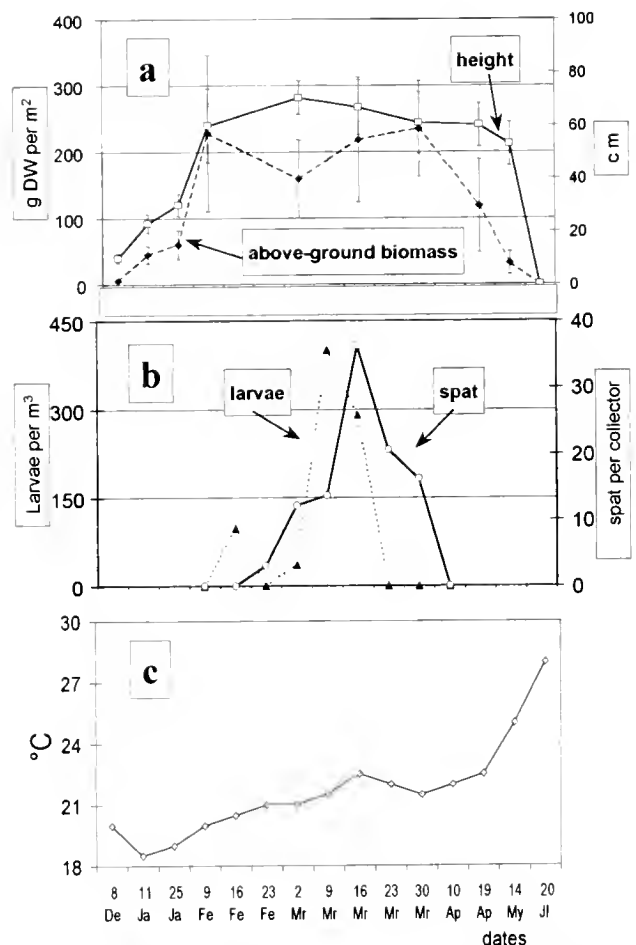 400
300
200
100
0
g DW per m²
a
height
above-ground biomass
100
80
60
40
20
0
cm
450
300
150
0
Larvae per m³
b
larvae
spat
40
30
20
10
0
spat per collector
30
27
24
21
18
°C
c
8 11 25 9 16 23 2 9 16 23 30 10 19 14 20
De Ja Ja Fe Fe Fe Mr Mr Mr Mr Mr Ap Ap My Jl
dates